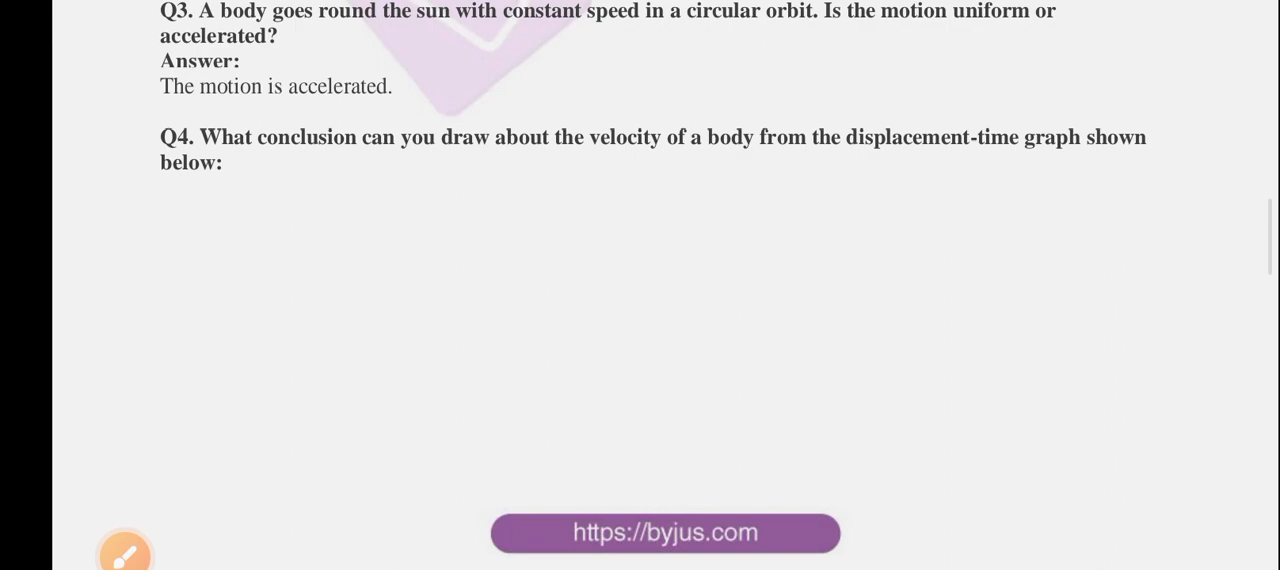 Q3. A body goes round the sun with constant speed in a circular orbit. Is the motion uniform or
accelerated?
Answer:
The motion is accelerated.
Q4. What conclusion can you draw about the velocity of a body from the displacement-time graph shown
below:
https://byjus.com